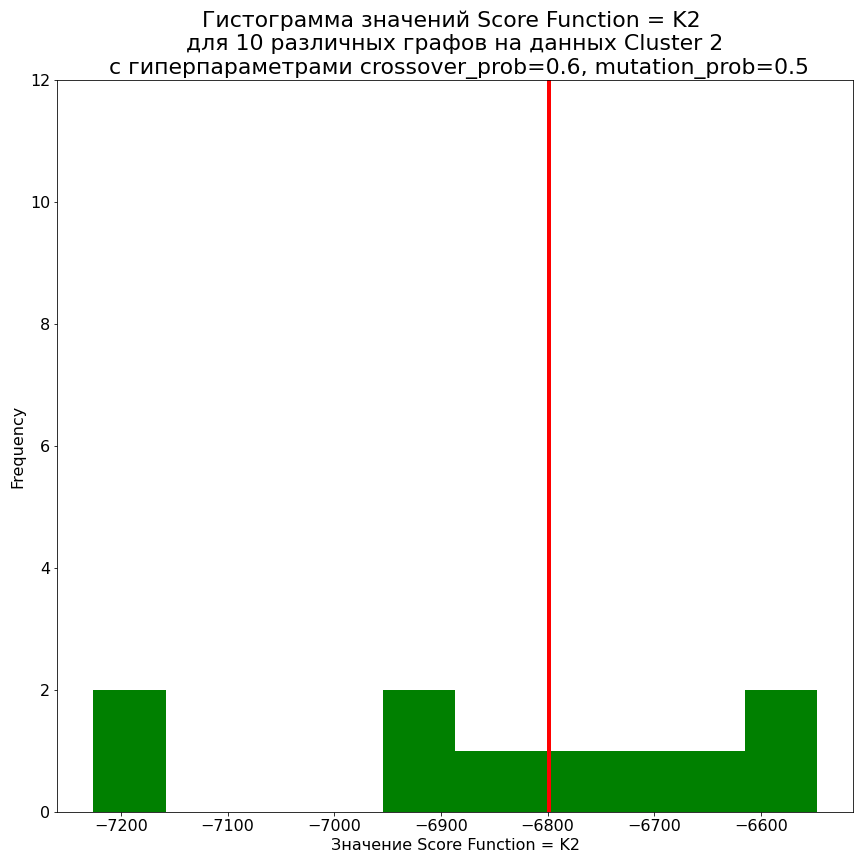 Гистограмма значений Score Function = K2
для 10 различных графов на данных Cluster 2
с гиперпараметрами crossover_prob=0.6, mutation_prob=0.5
12
10
8
6
4
2
0
Frequency
−7200 −7100 −7000 −6900 −6800 −6700 −6600
Значение Score Function = K2